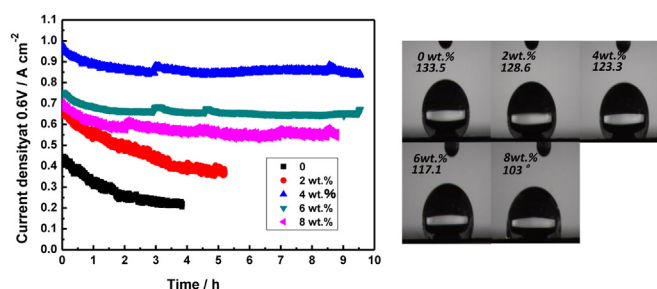 1.1
1.0
0.9
0.8
0.7
0.6
0.5
0.4
0.3
0.2
0.1
0.0
Current densityat 0.6V / A cm⁻²
0
2 wt.%
4 wt.%
6 wt.%
8 wt.%
0 1 2 3 4 5 6 7 8 9 10
Time / h
0 wt.%
133.5
2wt.%
128.6
4wt.%
123.3
6wt.%
117.1
8wt.%
103 °